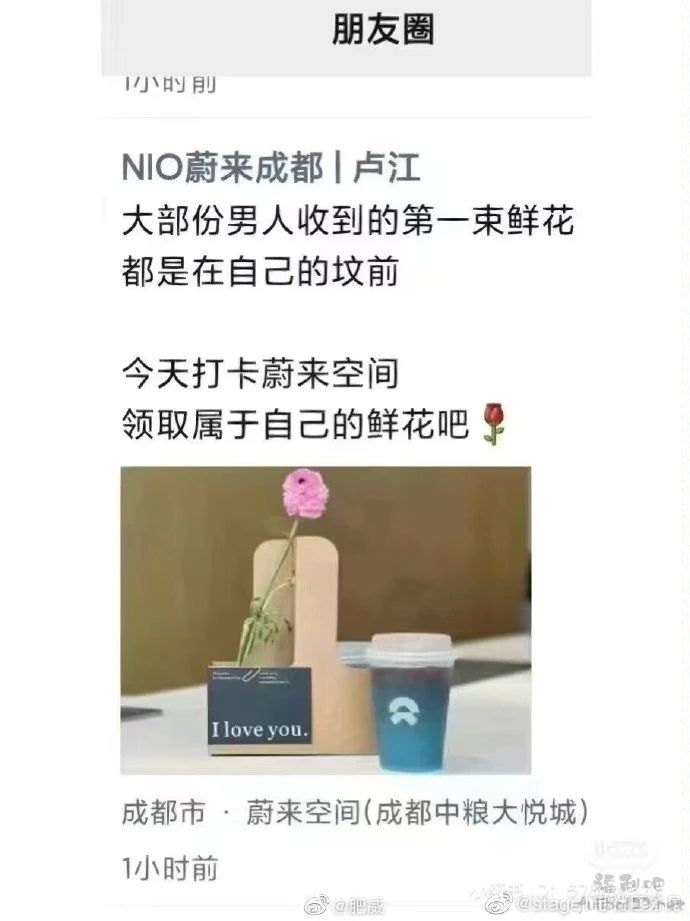 朋友圈
1小时前
NIO蔚来成都 | 卢江
大部份男人收到的第一束鲜花
都是在自己的坟前
今天打卡蔚来空间
领取属于自己的鲜花吧🌹
I love you.
成都市 · 蔚来空间(成都中粮大悦城)
1小时前
福利吧
@肥威